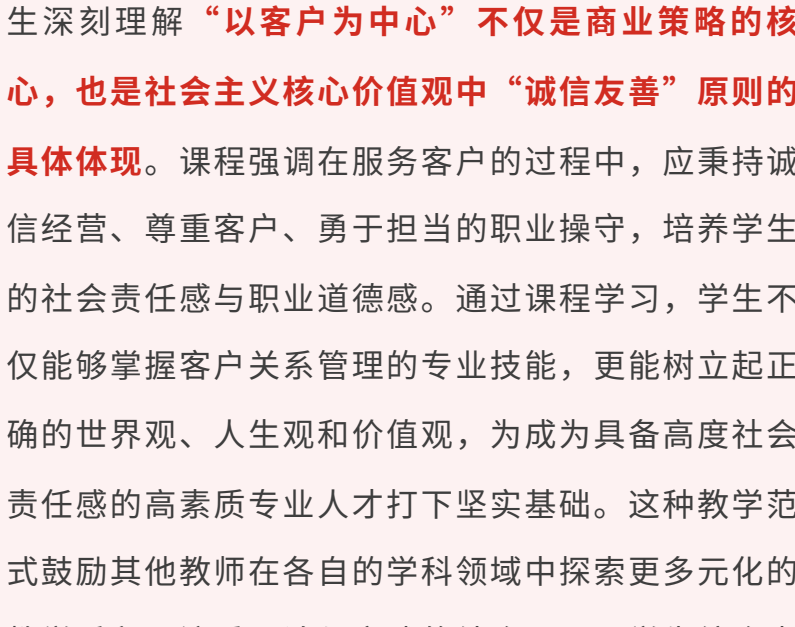 生深刻理解“以客户为中心”不仅是商业策略的核
心，也是社会主义核心价值观中“诚信友善”原则的
具体体现。课程强调在服务客户的过程中，应秉持诚
信经营、尊重客户、勇于担当的职业操守，培养学生
的社会责任感与职业道德感。通过课程学习，学生不
仅能够掌握客户关系管理的专业技能，更能树立起正
确的世界观、人生观和价值观，为成为具备高度社会
责任感的高素质专业人才打下坚实基础。这种教学范
式鼓励其他教师在各自的学科领域中探索更多元化的